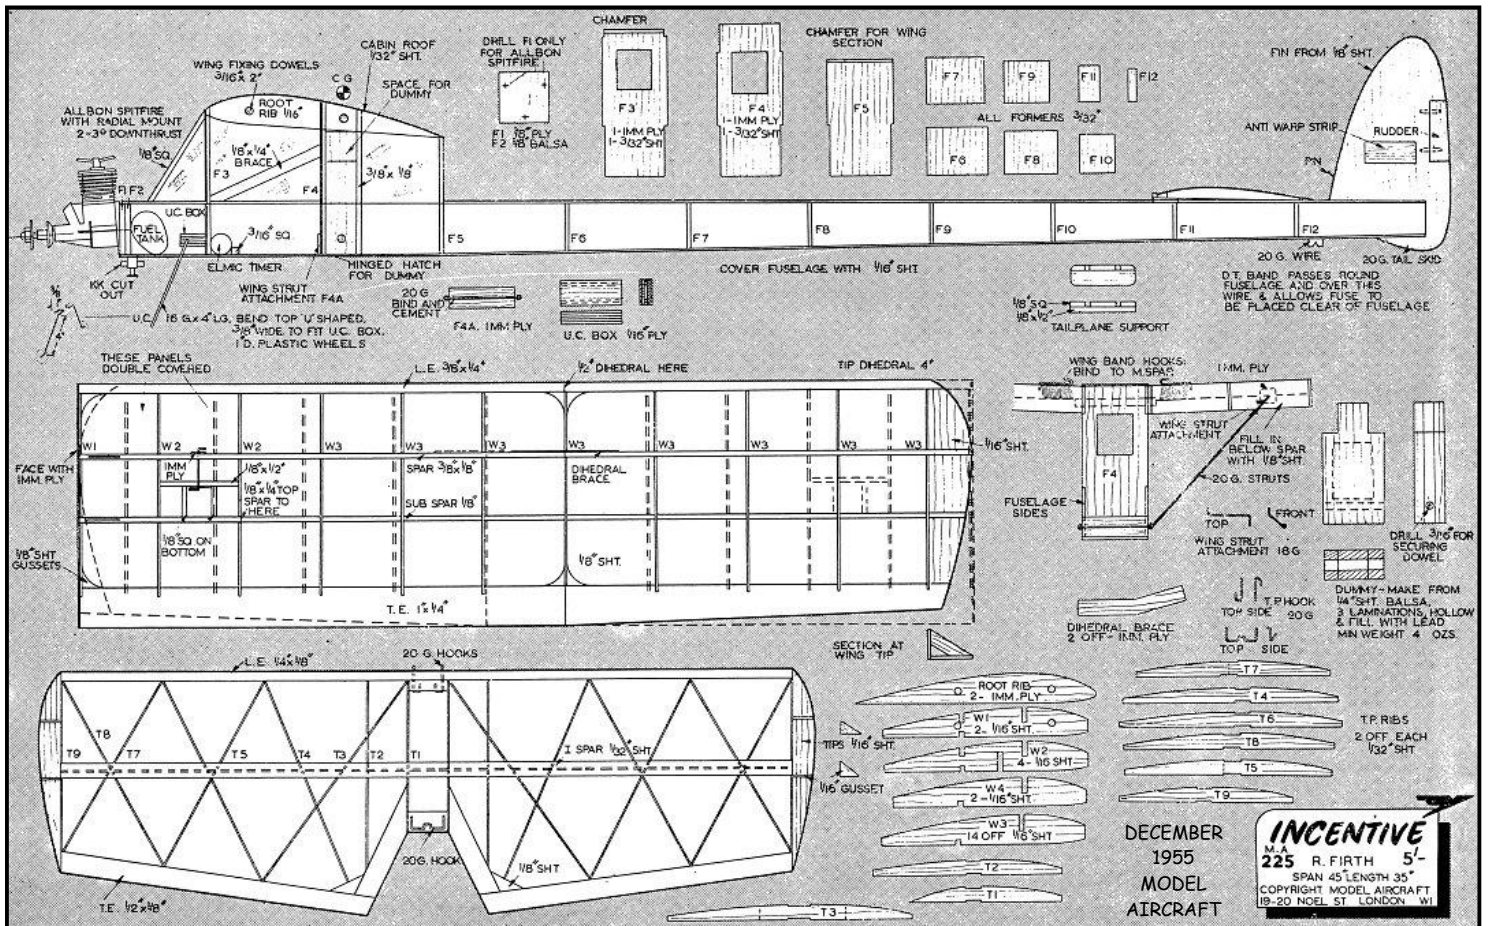 WING FIXING DOWELS
3/16" x 2"
CABIN ROOF
1/32" SHT.
C G
SPACE FOR
DUMMY
ROOT
RIB 1/16"
ALLBON SPITFIRE
WITH RADIAL MOUNT
2-3° DOWNTHRUST
1/8" SQ.
1/8" x 1/4"
BRACE
F3
F4
3/8" x 1/8"
F1 F2
U.C. BOX
FUEL
TANK
3/16" SQ
ELMIC TIMER
KK CUT
OUT
WING STRUT
ATTACHMENT F4A
HINGED HATCH
FOR DUMMY
U.C. 16 G x 4" LG. BEND TOP 'U' SHAPED,
3/8" WIDE TO FIT U.C. BOX.
1"D. PLASTIC WHEELS
F5
F6
F7
F8
F9
F10
F11
F12
DRILL F1 ONLY
FOR ALLBON
SPITFIRE
F1 1/8" PLY
F2 1/8" BALSA
CHAMFER
F3
1-1MM PLY
1-3/32" SHT
F4
1-1MM PLY
1-3/32" SHT
CHAMFER FOR WING
SECTION
F5
F7
F9
F11
F12
ALL FORMERS 3/32"
F6
F8
F10
FIN FROM 1/8" SHT.
ANTI WARP STRIP
RUDDER
20 G. WIRE
20 G. TAIL SKID
D.T. BAND PASSES ROUND
FUSELAGE AND OVER THIS
WIRE & ALLOWS FUSE TO
BE PLACED CLEAR OF FUSELAGE
COVER FUSELAGE WITH 1/16" SHT
20 G
BIND AND
CEMENT
F4A. 1MM PLY
U.C. BOX 1/16" PLY
1/8" SQ
1/8" x 1/2"
TAILPLANE SUPPORT
THESE PANELS
DOUBLE COVERED
L.E. 3/8" x 1/4"
1/2" DIHEDRAL HERE
TIP DIHEDRAL 4"
W1
W2
W2
W3
W3
W3
W3
W3
W3
W3
FACE WITH
1MM. PLY
1MM
PLY
1/8" x 1/2"
1/8" x 1/4" TOP
SPAR TO
HERE
1/8" SQ ON
BOTTOM
SPAR 3/8" x 1/8"
SUB SPAR 1/8"
DIHEDRAL
BRACE
1/16" SHT.
1/8" SHT
GUSSETS
1/8" SHT.
T.E. 1" x 1/4"
WING BAND HOOKS:
BIND TO M.SPAR
1 MM. PLY
WING STRUT
ATTACHMENT
FILL IN
BELOW SPAR
WITH 1/8" SHT.
20 G. STRUTS
F4
FUSELAGE
SIDES
TOP
FRONT
WING STRUT
ATTACHMENT 18G
DRILL 3/16" FOR
SECURING
DOWEL
DUMMY - MAKE FROM
1/4" SHT. BALSA,
3 LAMINATIONS, HOLLOW
& FILL WITH LEAD
MIN WEIGHT 4 OZS.
T.P. HOOK
20 G
TOP SIDE
TOP SIDE
DIHEDRAL BRACE
2 OFF- 1MM. PLY
SECTION AT
WING TIP
20 G. HOOKS
L.E. 1/4" x 1/8"
T9
T8
T7
T5
T4
T3
T2
T1
I SPAR 1/32" SHT.
TIPS 1/16" SHT.
1/16" GUSSET
20G. HOOK
1/8" SHT
T.E. 1/2" x 1/8"
ROOT RIB
2- 1MM. PLY
W1
2- 1/16" SHT.
W2
4-1/16 SHT
W4
2-1/16" SHT.
W3
14 OFF 1/16" SHT
T2
T1
T3
T7
T4
T6
T8
T5
T9
T.P. RIBS
2 OFF EACH
1/32" SHT
DECEMBER
1955
MODEL
AIRCRAFT
INCENTIVE
M.A
225 R. FIRTH 5'-
SPAN 45" LENGTH 35"
COPYRIGHT MODEL AIRCRAFT
19-20 NOEL ST LONDON W1